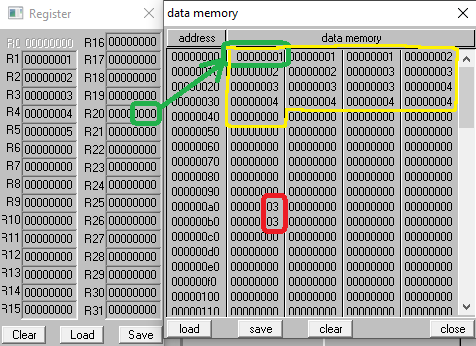 Register
R0 00000000 R16 00000000
R1 00000001 R17 00000000
R2 00000002 R18 00000000
R3 00000003 R19 00000000
R4 00000004 R20
R5 00000005 R21 00000000
R6 00000000 R22 00000000
R7 00000000 R23 00000000
R8 00000000 R24 00000000
R9 00000000 R25 00000000
R10 00000000 R26 00000000
R11 00000000 R27 00000000
R12 00000000 R28 00000000
R13 00000000 R29 00000000
R14 00000000 R30 00000000
R15 00000000 R31 00000000
Clear Load Save
data memory
address data memory
00000000 00000001 00000001 00000002
00000010 00000002 00000002 00000003
00000020 00000003 00000003 00000003 00000004
00000030 00000004 00000004 00000004 00000004
00000040 00000000 00000000 00000000 00000000
00000050 00000000 00000000 00000000 00000000
00000060 00000000 00000000 00000000 00000000
00000070 00000000 00000000 00000000 00000000
00000080 00000000 00000000 00000000 00000000
00000090 00000000 00000000 00000000 00000000
000000a0 00000003 00000000 00000000 00000000
000000b0 00000003 00000000 00000000 00000000
000000c0 00000000 00000000 00000000 00000000
000000d0 00000000 00000000 00000000 00000000
000000e0 00000000 00000000 00000000 00000000
000000f0 00000000 00000000 00000000 00000000
00000100 00000000 00000000 00000000 00000000
00000110 00000000 00000000 00000000 00000000
load save clear close